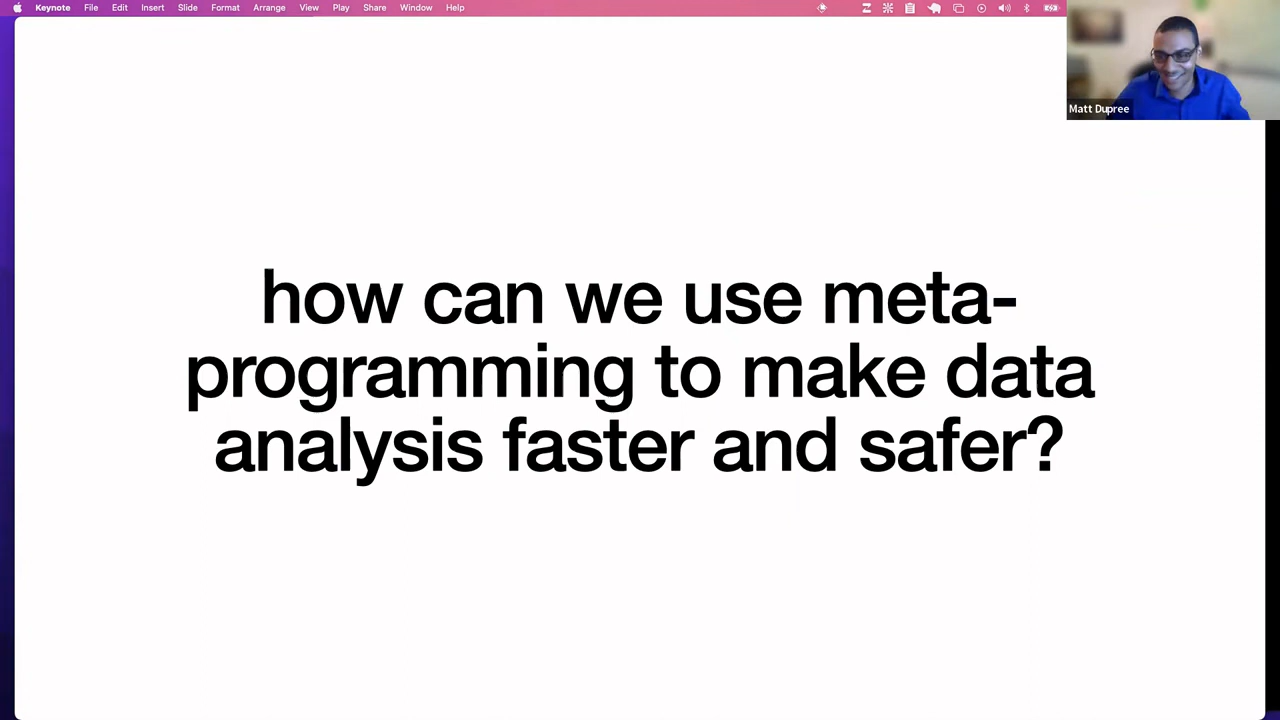 Keynote File Edit Insert Slide Format Arrange View Play Share Window Help
Matt Dupree
how can we use meta-
programming to make data
analysis faster and safer?